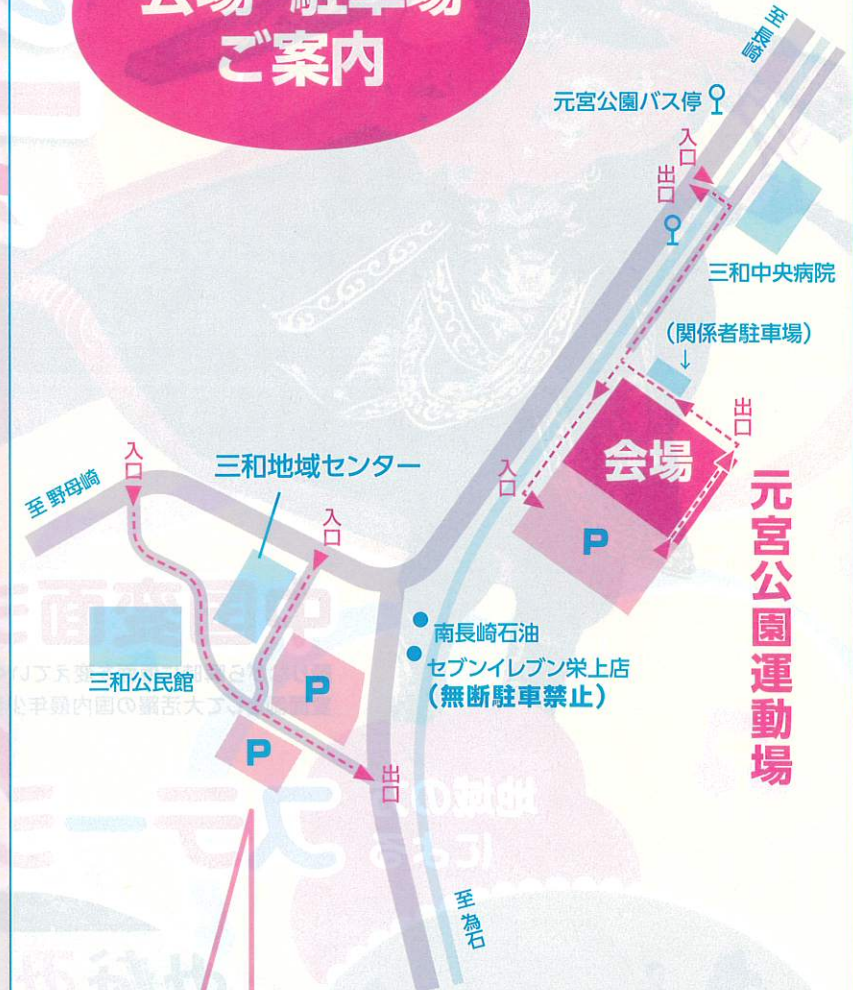 会場・駐車場
ご案内
至 長崎
元宮公園バス停
入口
出口
三和中央病院
（関係者駐車場）
↓
出口
会場
入口
P
元宮公園運動場
三和地域センター
入口
至 野母崎
入口
三和公民館
P
P
出口
南長崎石油
セブンイレブン栄上店
（無断駐車禁止）
至 為石